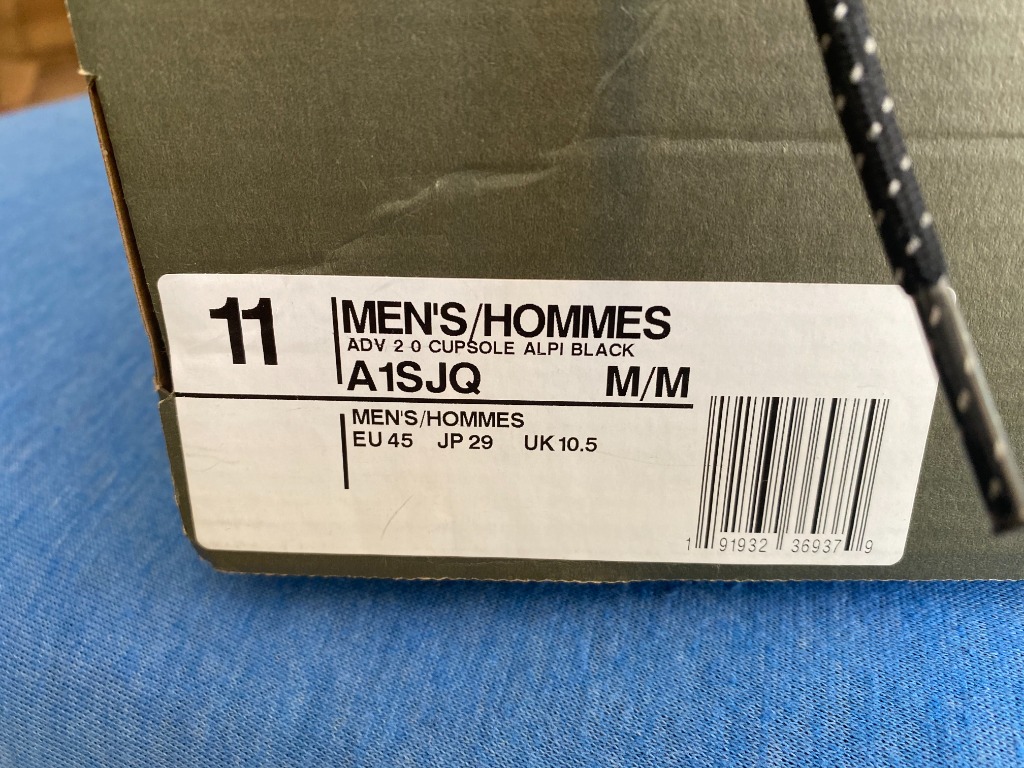 11
MEN'S/HOMMES
ADV 2 0 CUPSOLE ALPI BLACK
A1SJQ M/M
MEN'S/HOMMES
EU 45 JP 29 UK 10.5
1 91932 36937 9